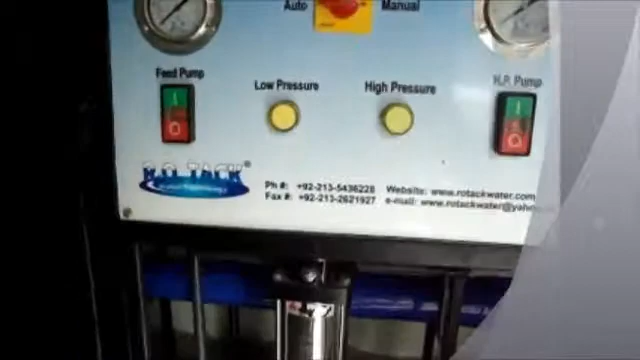 Auto
Manual
Feed Pump
Low Pressure
High Pressure
H.P. Pump
R.O. TACK®
Ph #: +92-213-5436228 Website: www.rotackwater.com
Fax #: +92-213-2621927 e-mail: www.rotackwater@yaho